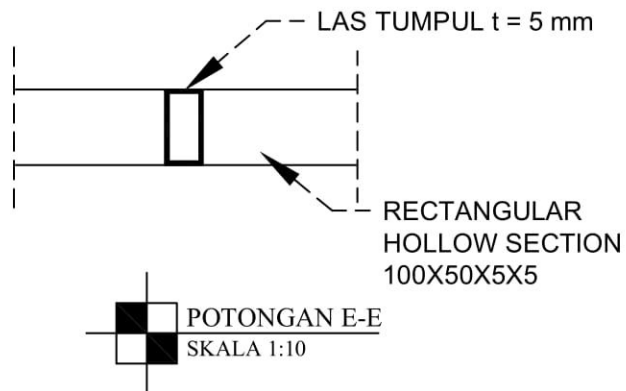 LAS TUMPUL t = 5 mm
RECTANGULAR
HOLLOW SECTION
100X50X5X5
POTONGAN E-E
SKALA 1:10